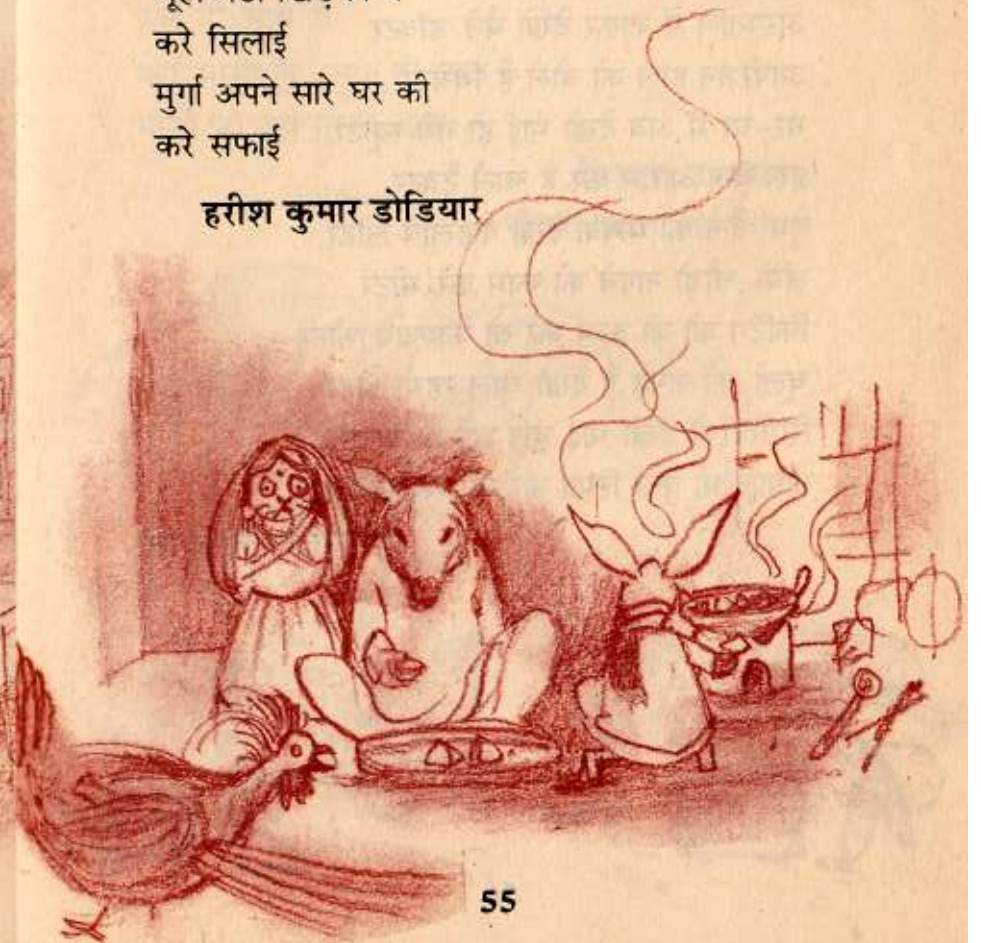 करे सिलाई
मुर्गा अपने सारे घर की
करे सफाई
हरीश कुमार डोडियार
55